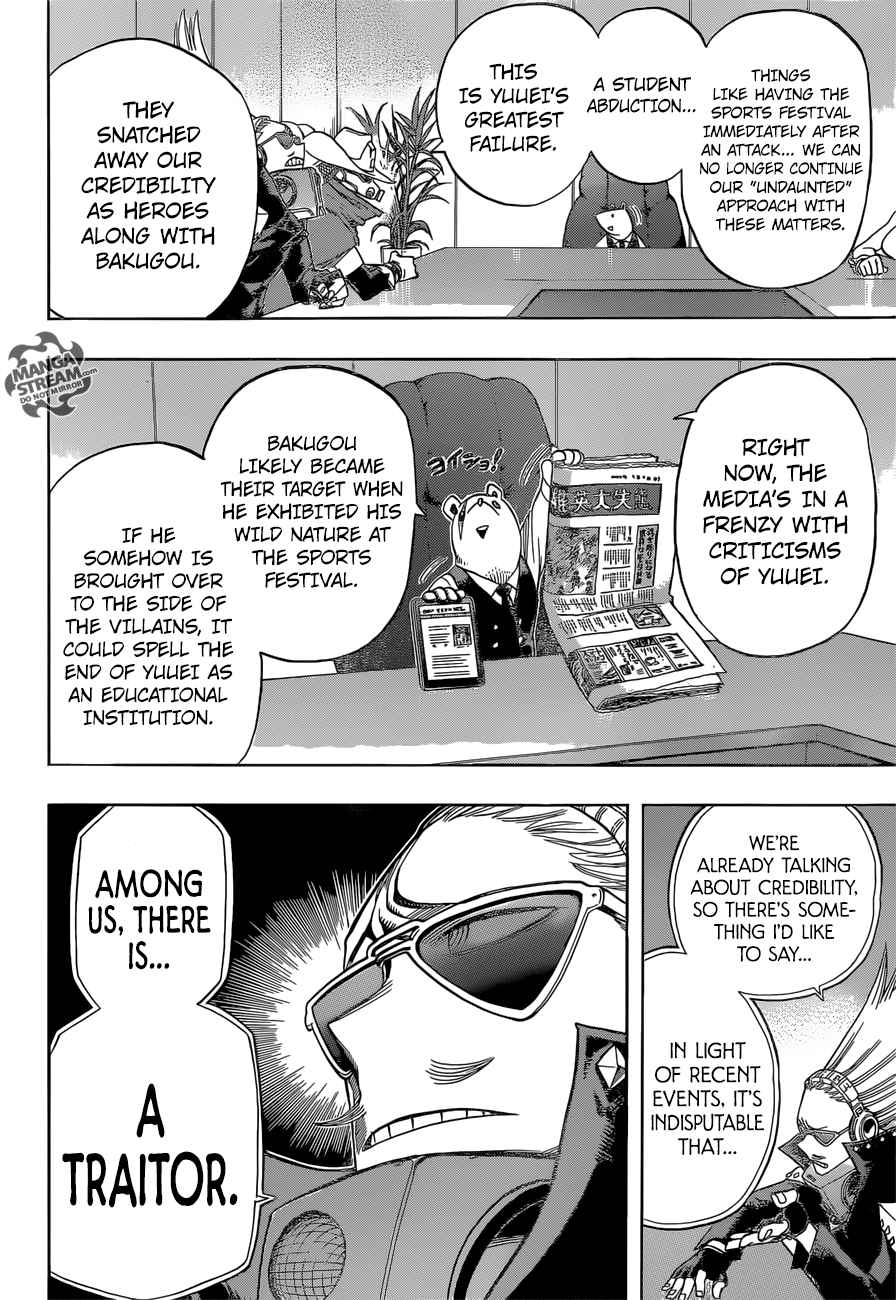 THINGS
LIKE HAVING THE
SPORTS FESTIVAL
IMMEDIATELY AFTER
AN ATTACK... WE CAN
NO LONGER CONTINUE
OUR "UNDAUNTED"
APPROACH WITH
THESE MATTERS.
A STUDENT
ABDUCTION...
THIS
IS YUUEI'S
GREATEST
FAILURE.
THEY
SNATCHED
AWAY OUR
CREDIBILITY
AS HEROES
ALONG WITH
BAKUGOU.
MANGA
STREAM.com
DO NOT MIRROR
RIGHT
NOW, THE
MEDIA'S IN A
FRENZY WITH
CRITICISMS
OF YUUEI.
ヨイショ!
雄英大失態
BAKUGOU
LIKELY BECAME
THEIR TARGET WHEN
HE EXHIBITED HIS
WILD NATURE AT
THE SPORTS
FESTIVAL.
IF HE
SOMEHOW IS
BROUGHT OVER
TO THE SIDE OF
THE VILLAINS, IT
COULD SPELL THE
END OF YUUEI AS
AN EDUCATIONAL
INSTITUTION.
WE'RE
ALREADY TALKING
ABOUT CREDIBILITY,
SO THERE'S SOME-
THING I'D LIKE
TO SAY...
IN LIGHT
OF RECENT
EVENTS, IT'S
INDISPUTABLE
THAT...
AMONG
US, THERE
IS...
A
TRAITOR.